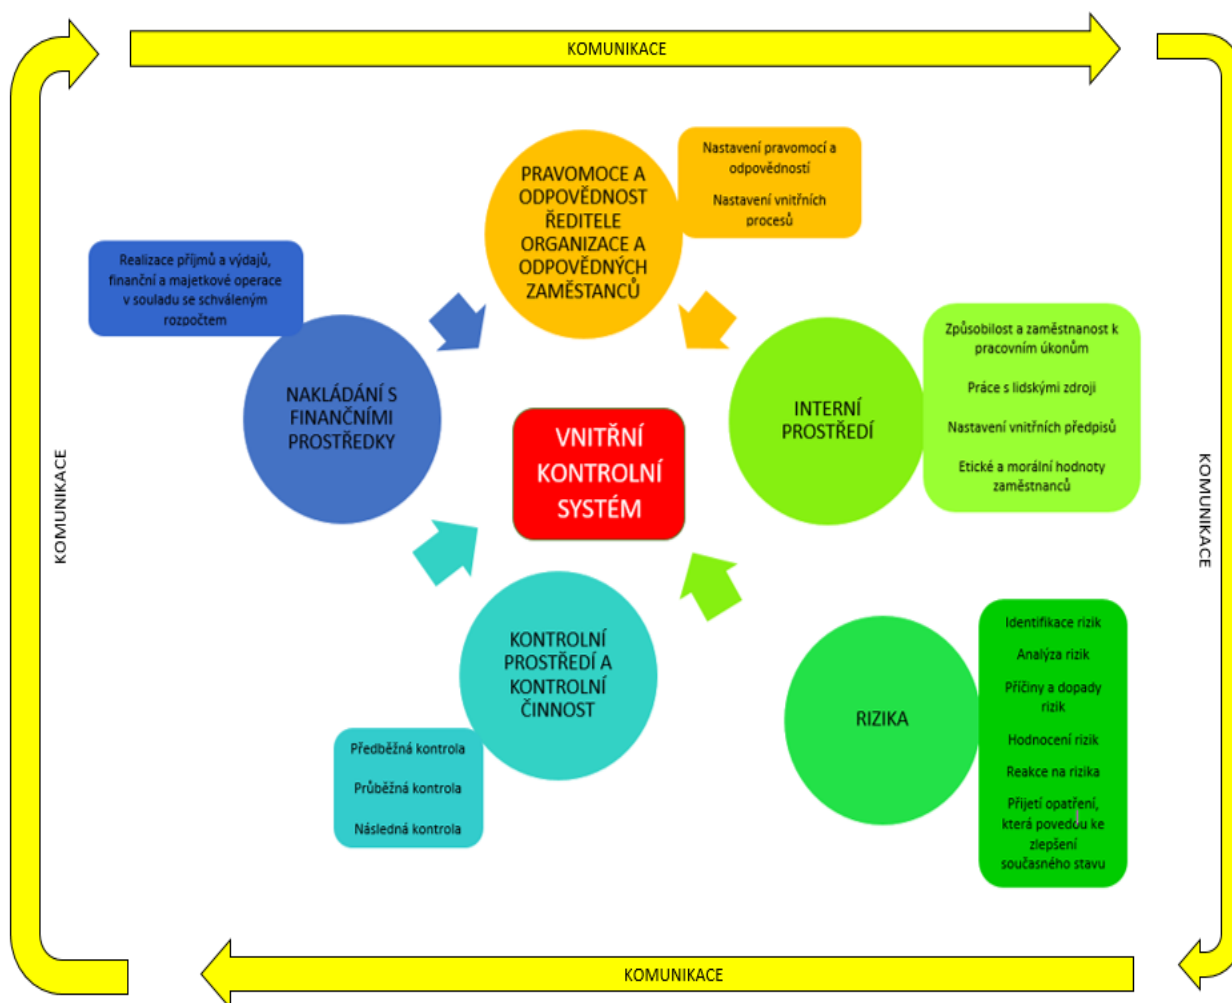 KOMUNIKACE
PRAVOMOCE A
ODPOVĚDNOST
ŘEDITELE
ORGANIZACE A
ODPOVĚDNÝCH
ZAMĚSTANCŮ
Nastavení pravomocí a
odpovědností
Nastavení vnitřních
procesů
Realizace příjmů a výdajů,
finanční a majetkové operace
v souladu se schváleným
rozpočtem
NAKLÁDÁNÍ S
FINANČNÍMI
PROSTŘEDKY
VNITŘNÍ
KONTROLNÍ
SYSTÉM
INTERNÍ
PROSTŘEDÍ
Způsobilost a zaměstnanost k
pracovním úkonům
Práce s lidskými zdroji
Nastavení vnitřních předpisů
Etické a morální hodnoty
zaměstnanců
KOMUNIKACE
KOMUNIKACE
KONTROLNÍ
PROSTŘEDÍ A
KONTROLNÍ
ČINNOST
Předběžná kontrola
Průběžná kontrola
Následná kontrola
RIZIKA
Identifikace rizik
Analýza rizik
Příčiny a dopady
rizik
Hodnocení rizik
Reakce na rizika
Přijetí opatření,
která povedou ke
zlepšení
současného stavu
KOMUNIKACE